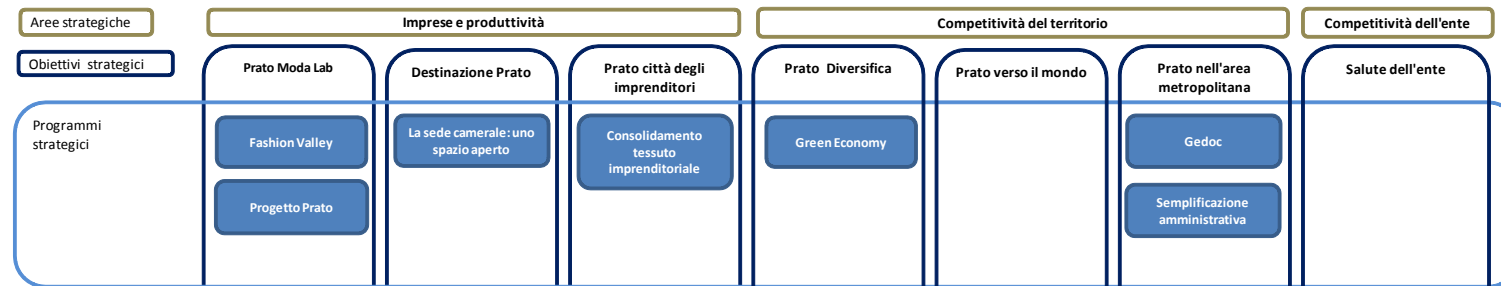 Aree strategiche
Imprese e produttività
Competitività del territorio
Competitività dell'ente
Obiettivi strategici
Prato Moda Lab
Destinazione Prato
Prato città degli
imprenditori
Prato Diversifica
Prato verso il mondo
Prato nell'area
metropolitana
Salute dell'ente
Programmi
strategici
Fashion Valley
La sede camerale: uno
spazio aperto
Consolidamento
tessuto
imprenditoriale
Green Economy
Gedoc
Progetto Prato
Semplificazione
amministrativa